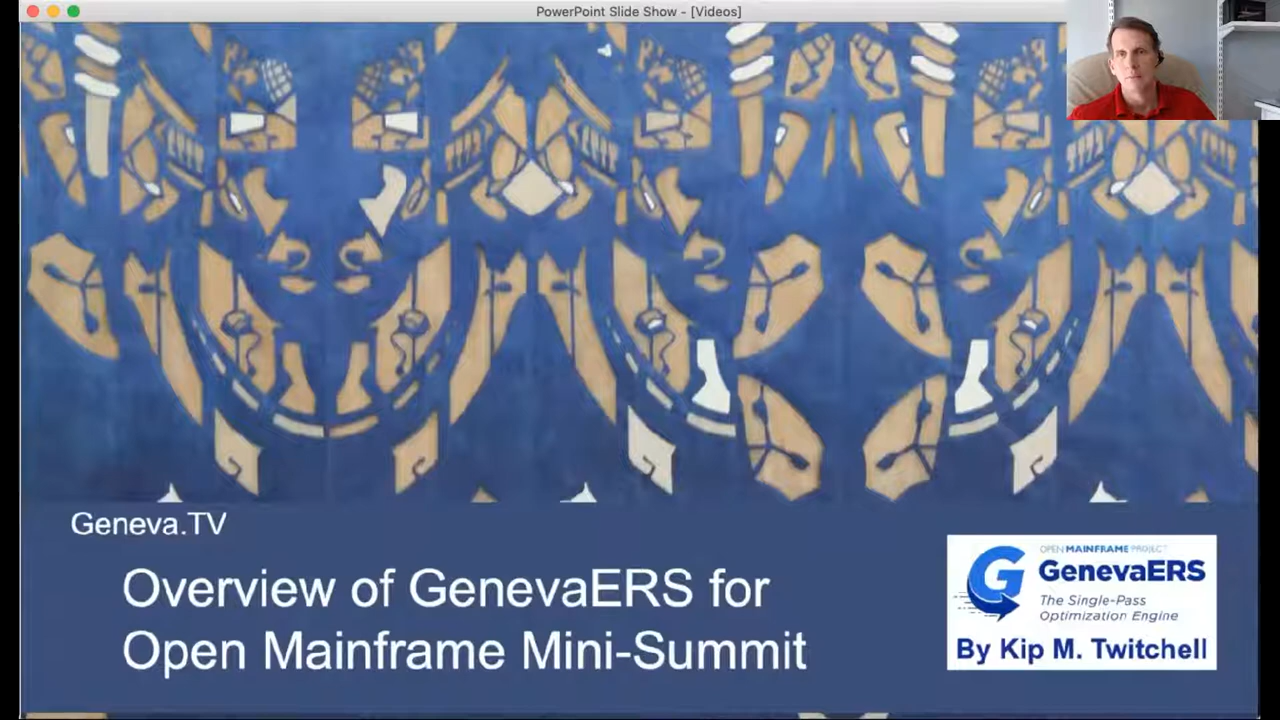 PowerPoint Slide Show - [Videos]
Geneva.TV
Overview of GenevaERS for
Open Mainframe Mini-Summit
OPEN MAINFRAME PROJECT
GenevaERS
The Single-Pass
Optimization Engine
By Kip M. Twitchell